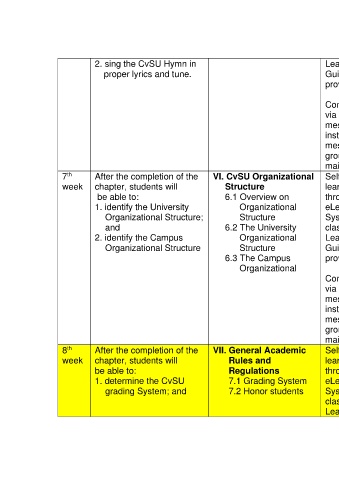 2. sing the CvSU Hymn in
proper lyrics and tune.
Lea
Gui
pro
Con
via
mes
inst
mes
gro
mai
7th
week
After the completion of the
chapter, students will
be able to:
1. identify the University
Organizational Structure;
and
2. identify the Campus
Organizational Structure
VI. CvSU Organizational
Structure
6.1 Overview on
Organizational
Structure
6.2 The University
Organizational
Structure
6.3 The Campus
Organizational
Self
lear
thro
eLe
Sys
clas
Lea
Gui
prov
Con
via
mes
inst
mes
gro
mai
8th
week
After the completion of the
chapter, students will
be able to:
1. determine the CvSU
grading System; and
VII. General Academic
Rules and
Regulations
7.1 Grading System
7.2 Honor students
Self
lear
thro
eLe
Sys
clas
Lea